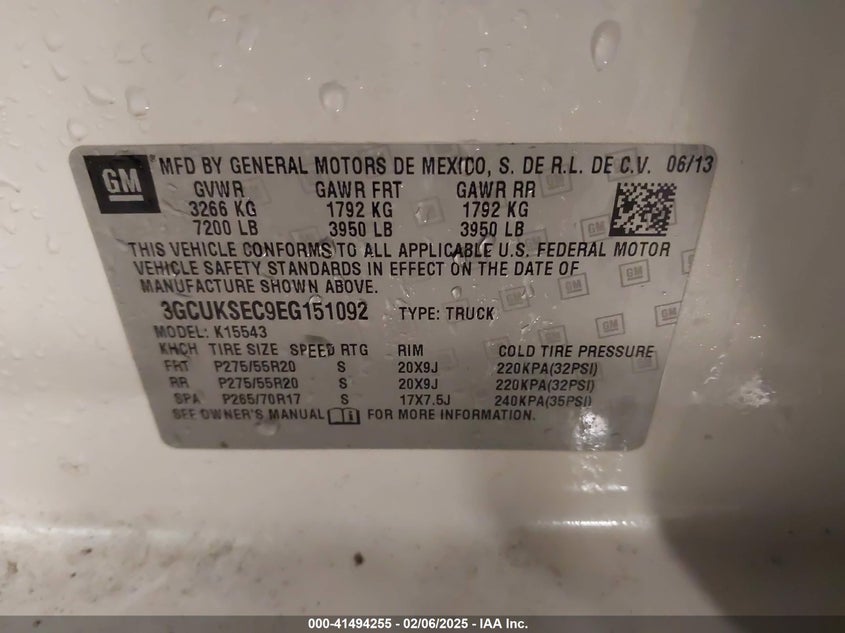 GM
® MFD BY GENERAL MOTORS DE MEXICO, S. DE R.L. DE C.V. 06/13
GVWR GAWR FRT GAWR RR
3266 KG 1792 KG 1792 KG
7200 LB 3950 LB 3950 LB
THIS VEHICLE CONFORMS TO ALL APPLICABLE U.S. FEDERAL MOTOR
VEHICLE SAFETY STANDARDS IN EFFECT ON THE DATE OF
MANUFACTURE SHOWN ABOVE.
3GCUKSEC9EG151092 TYPE: TRUCK
MODEL: K15543
KHCH TIRE SIZE SPEED RTG RIM COLD TIRE PRESSURE
FRT P275/55R20 S 20X9J 220KPA(32PSI)
RR P275/55R20 S 20X9J 220KPA(32PSI)
SPA P265/70R17 S 17X7.5J 240KPA(35PSI)
SEE OWNER'S MANUAL FOR MORE INFORMATION.
000-41494255 - 02/06/2025 - IAA Inc.